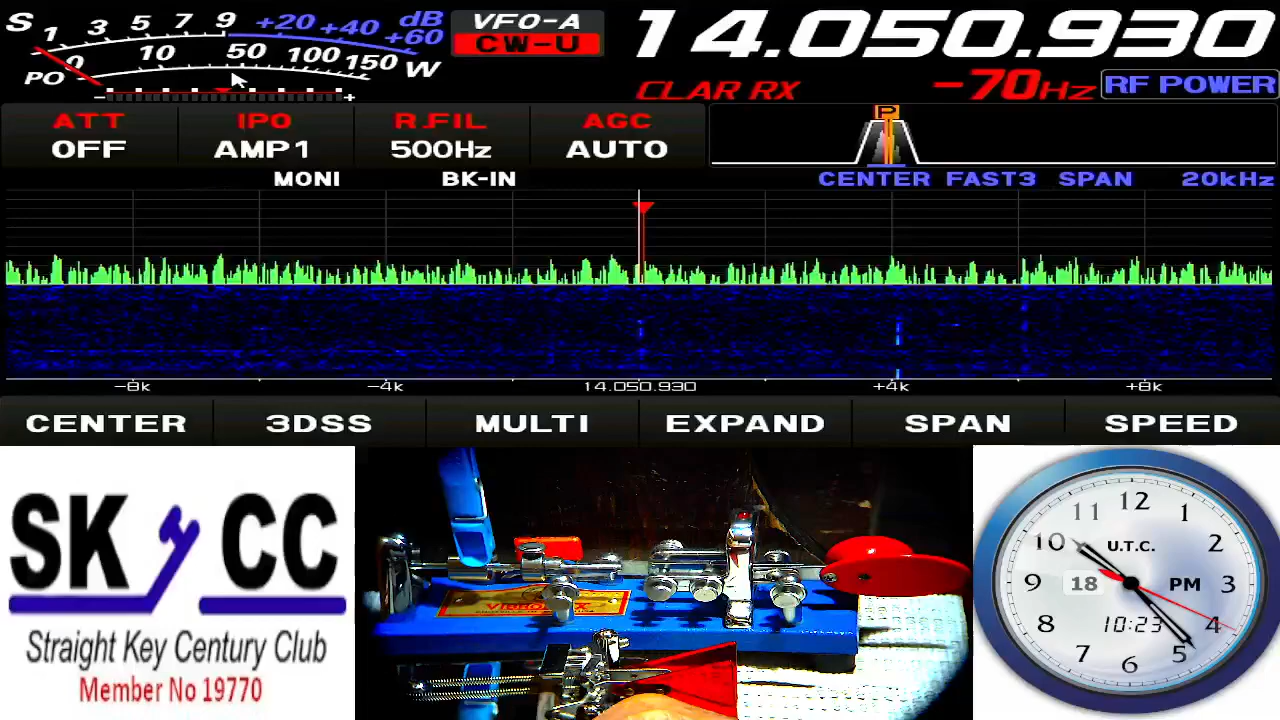 S 1 3 5 7 9 +20 +40 +60 dB
PO 0 10 50 100 150 W
− +
VFO-A
CW-U
14.050.930
CLAR RX -70Hz RF POWER
ATT IPO R.FIL AGC
OFF AMP1 500Hz AUTO
P
MONI BK-IN
CENTER FAST3 SPAN 20kHz
-8k -4k 14.050.930 +4k +8k
CENTER 3DSS MULTI EXPAND SPAN SPEED
SK CC
Straight Key Century Club
Member No 19770
12
11 1
10 U.T.C. 2
9 18 PM 3
8 10:23 4
7 5
6